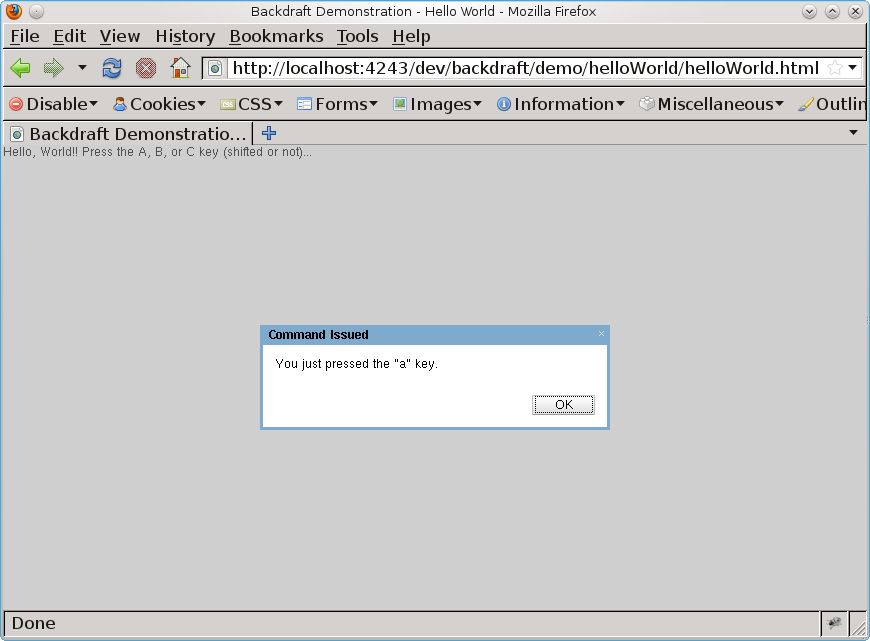 Backdraft Demonstration - Hello World - Mozilla Firefox
File Edit View History Bookmarks Tools Help
http://localhost:4243/dev/backdraft/demo/helloWorld/helloWorld.html
Disable Cookies CSS Forms Images Information Miscellaneous Outlin
Backdraft Demonstratio...
Hello, World!! Press the A, B, or C key (shifted or not)...
Command Issued
You just pressed the "a" key.
OK
Done